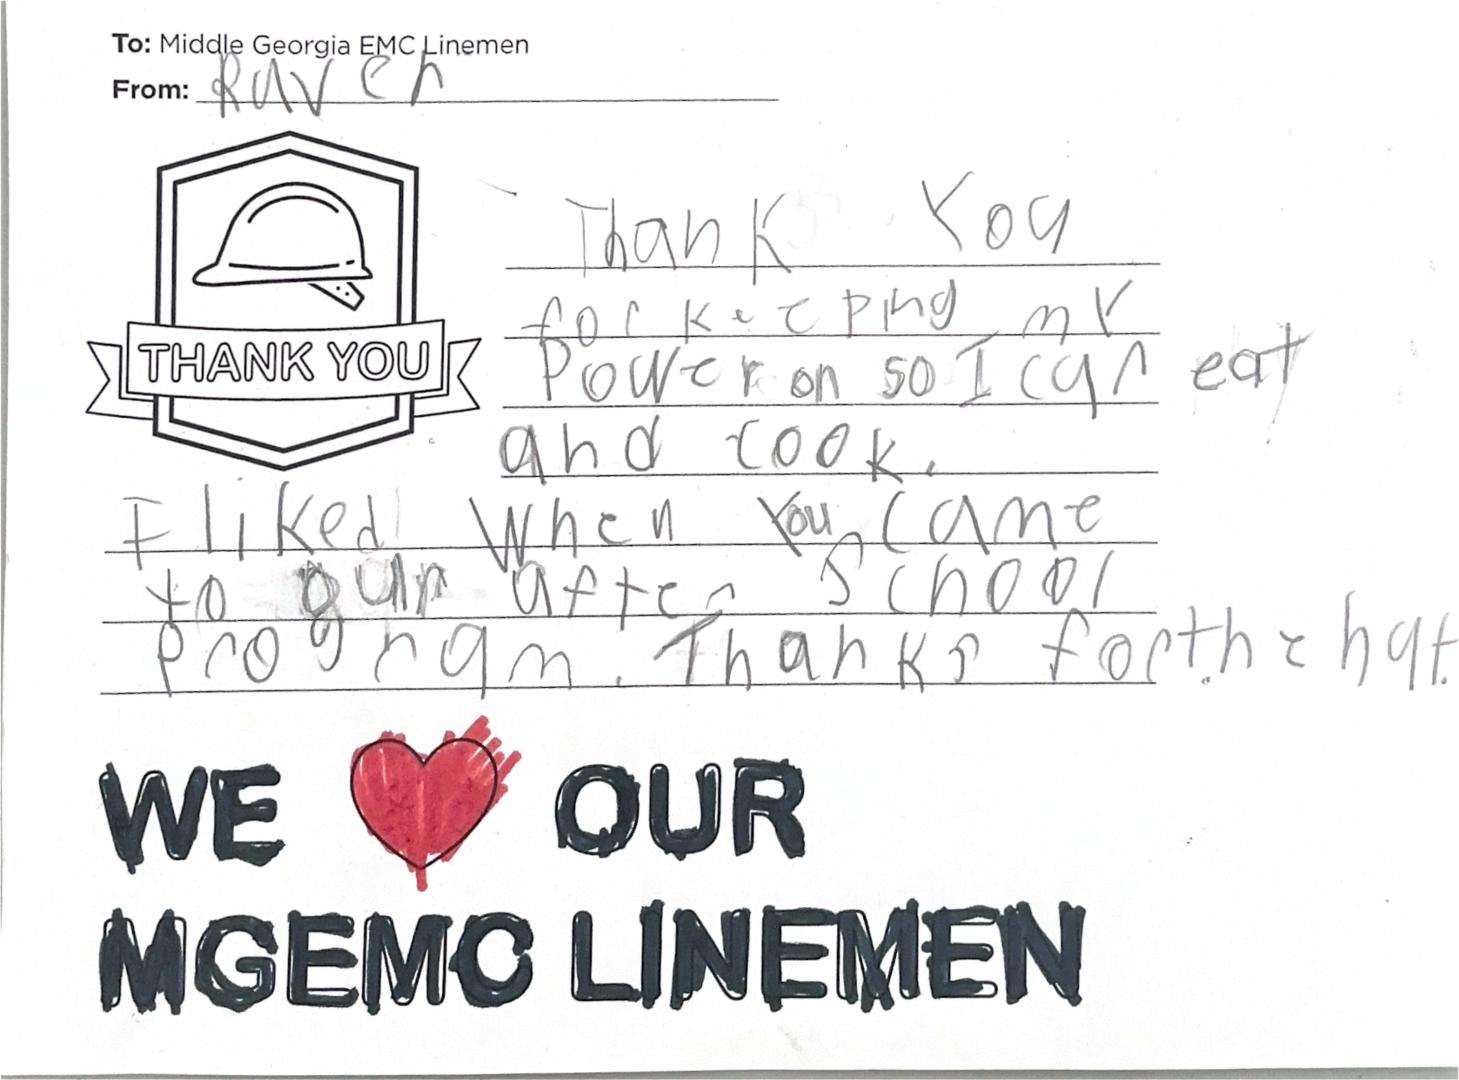 To: Middle Georgia EMC Linemen
From: Raven
THANK YOU
Thank You
for keeping my
Power on so I can eat
and cook.
I liked when You came
to our after school
Program. Thanks for the hat.
WE ❤ OUR
MGEMC LINEMEN